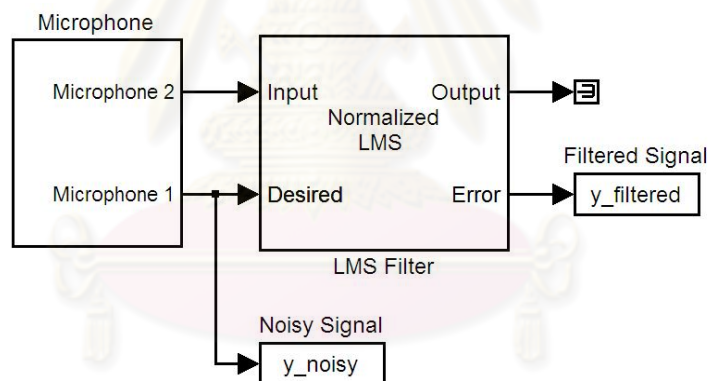 Microphone
Microphone 2
Input
Output
Normalized
LMS
Filtered Signal
Microphone 1
Desired
Error
y_filtered
LMS Filter
Noisy Signal
y_noisy